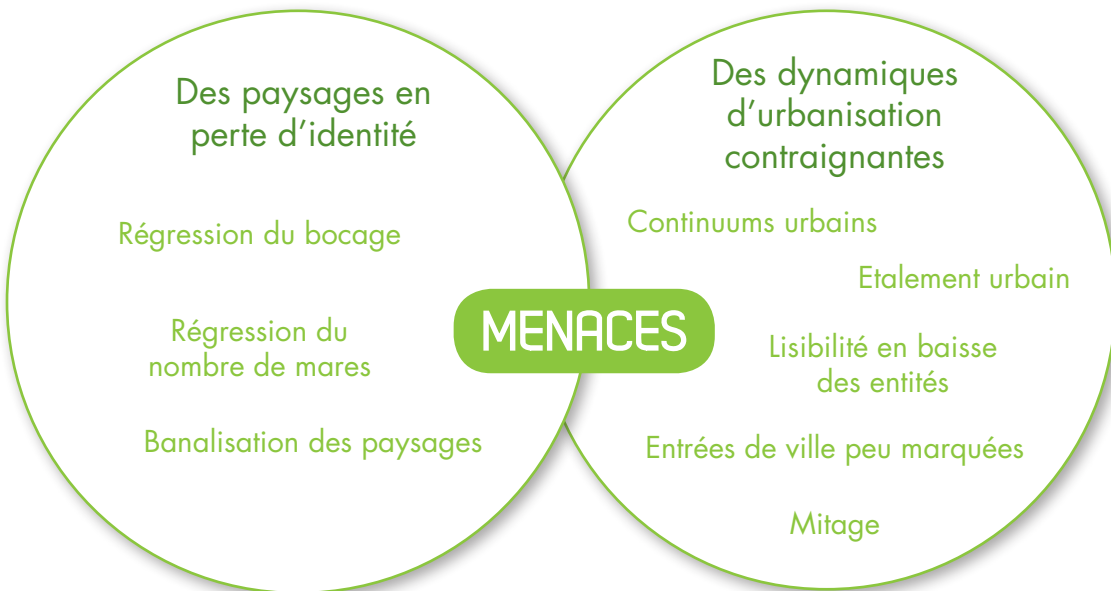 Des paysages en
perte d'identité
Régression du bocage
Régression du
nombre de mares
Banalisation des paysages
MENACES
Des dynamiques
d'urbanisation
contraignantes
Continuums urbains
Etalement urbain
Lisibilité en baisse
des entités
Entrées de ville peu marquées
Mitage